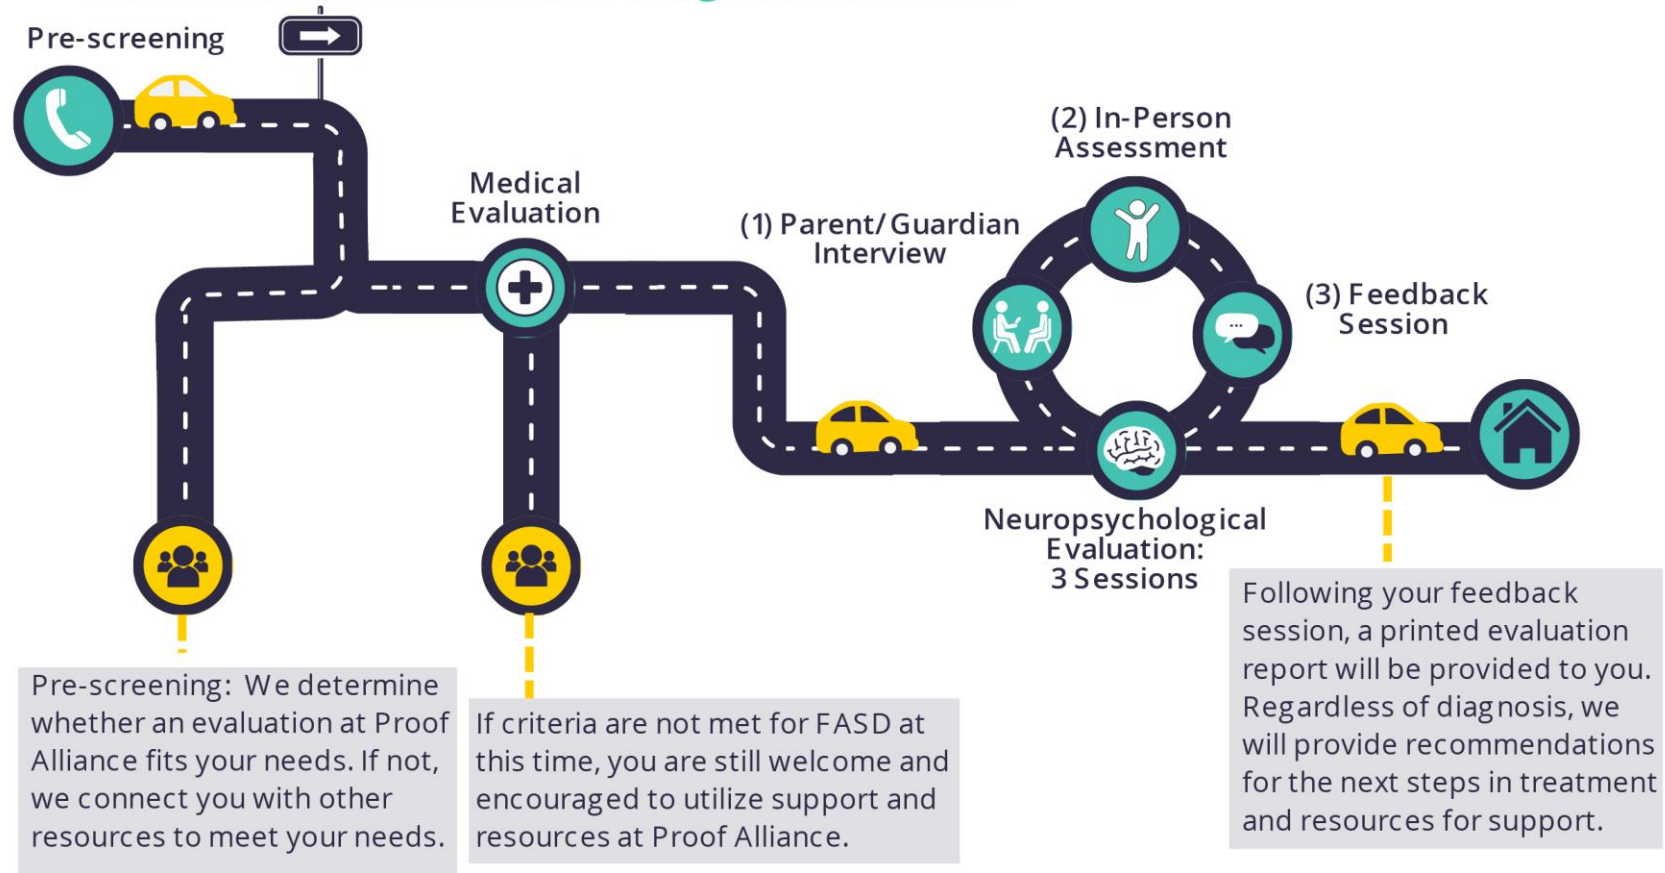 Pre-screening
Medical
Evaluation
(1) Parent/Guardian
Interview
(2) In-Person
Assessment
(3) Feedback
Session
Neuropsychological
Evaluation:
3 Sessions
Pre-screening: We determine
whether an evaluation at Proof
Alliance fits your needs. If not,
we connect you with other
resources to meet your needs.
If criteria are not met for FASD at
this time, you are still welcome and
encouraged to utilize support and
resources at Proof Alliance.
Following your feedback
session, a printed evaluation
report will be provided to you.
Regardless of diagnosis, we
will provide recommendations
for the next steps in treatment
and resources for support.